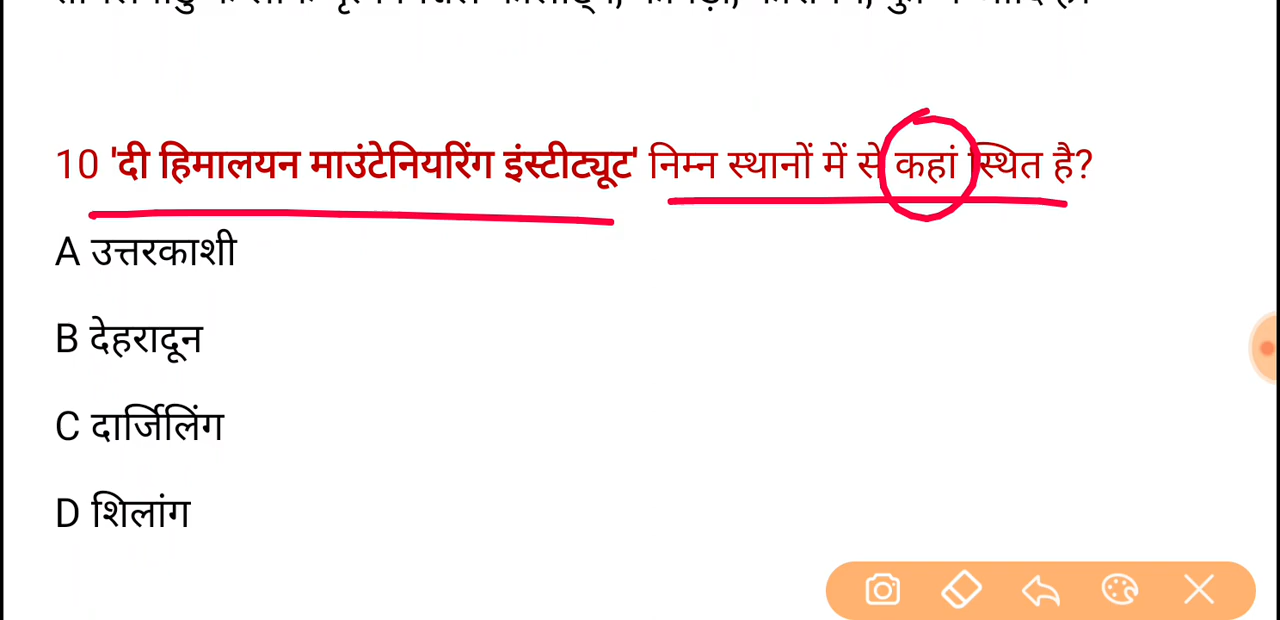 10 'दी हिमालयन माउंटेनियरिंग इंस्टीट्यूट' निम्न स्थानों में से कहां स्थित है?
A उत्तरकाशी
B देहरादून
C दार्जिलिंग
D शिलांग